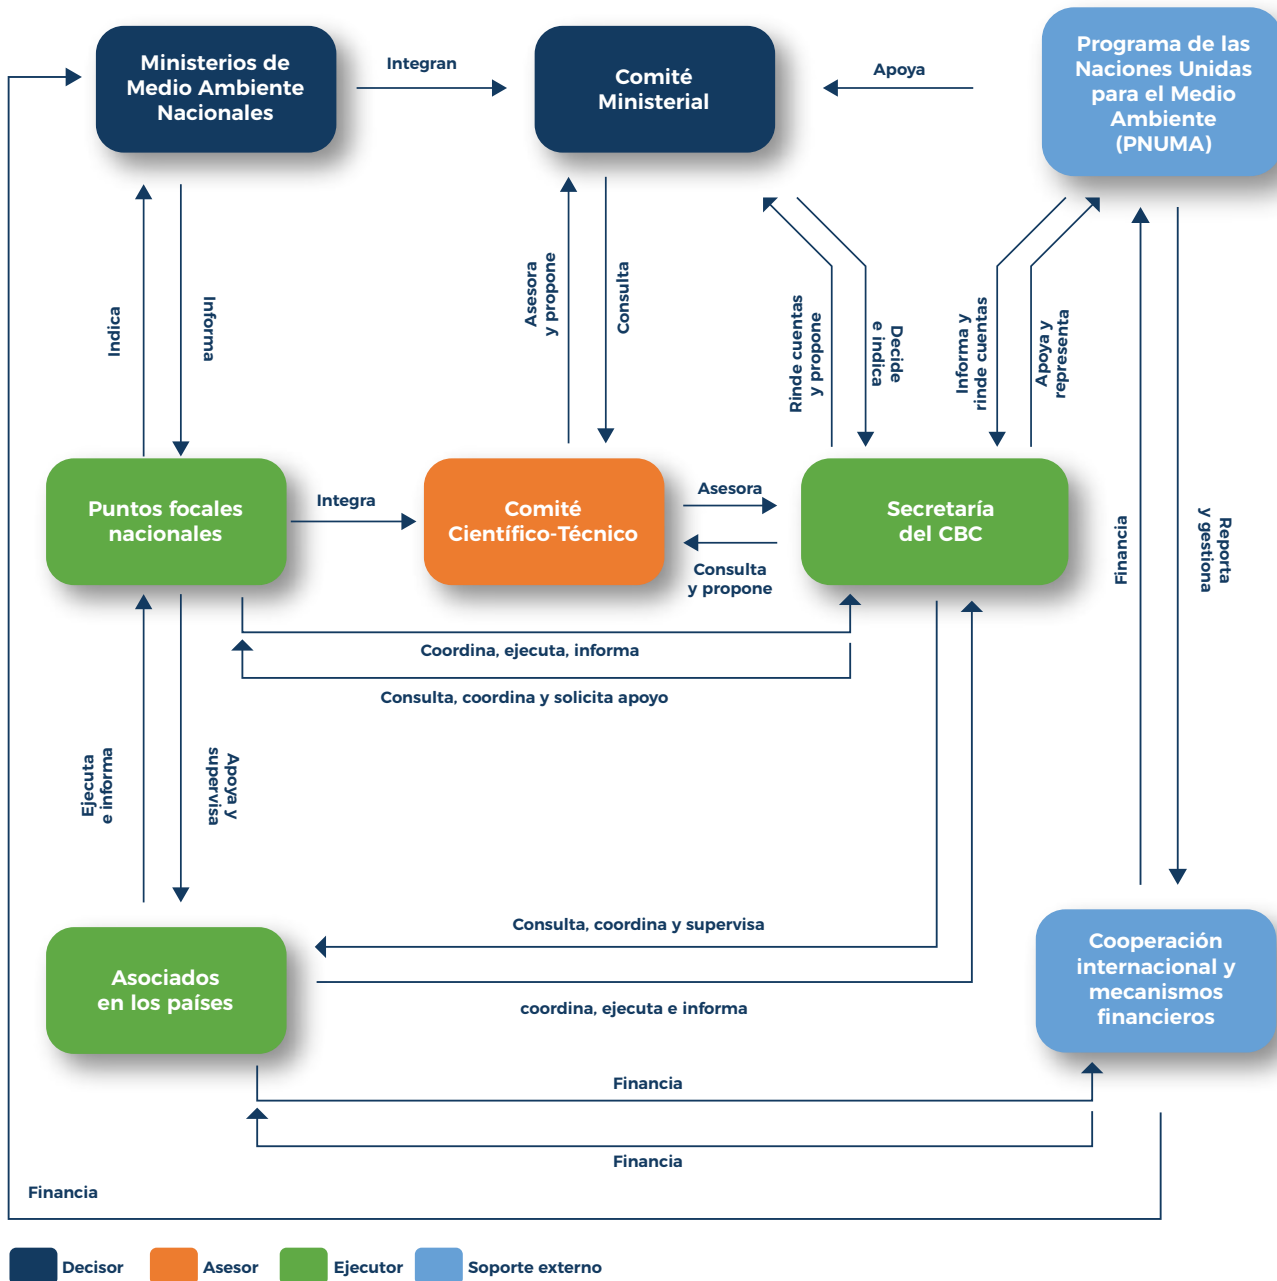 Ministerios de
Medio Ambiente
Nacionales
Integran
Comité
Ministerial
Apoya
Programa de las
Naciones Unidas
para el Medio
Ambiente
(PNUMA)
Indica
Informa
Asesora
y propone
Consulta
Rinde cuentas
y propone
Decide
e indica
Informa y
rinde cuentas
Apoya y
representa
Puntos focales
nacionales
Integra
Comité
Científico-Técnico
Asesora
Consulta
y propone
Secretaría
del CBC
Financia
Reporta
y gestiona
Coordina, ejecuta, informa
Consulta, coordina y solicita apoyo
Ejecuta
e informa
Apoya y
supervisa
Asociados
en los países
Consulta, coordina y supervisa
coordina, ejecuta e informa
Cooperación
internacional y
mecanismos
financieros
Financia
Financia
Financia
Decisor
Asesor
Ejecutor
Soporte externo